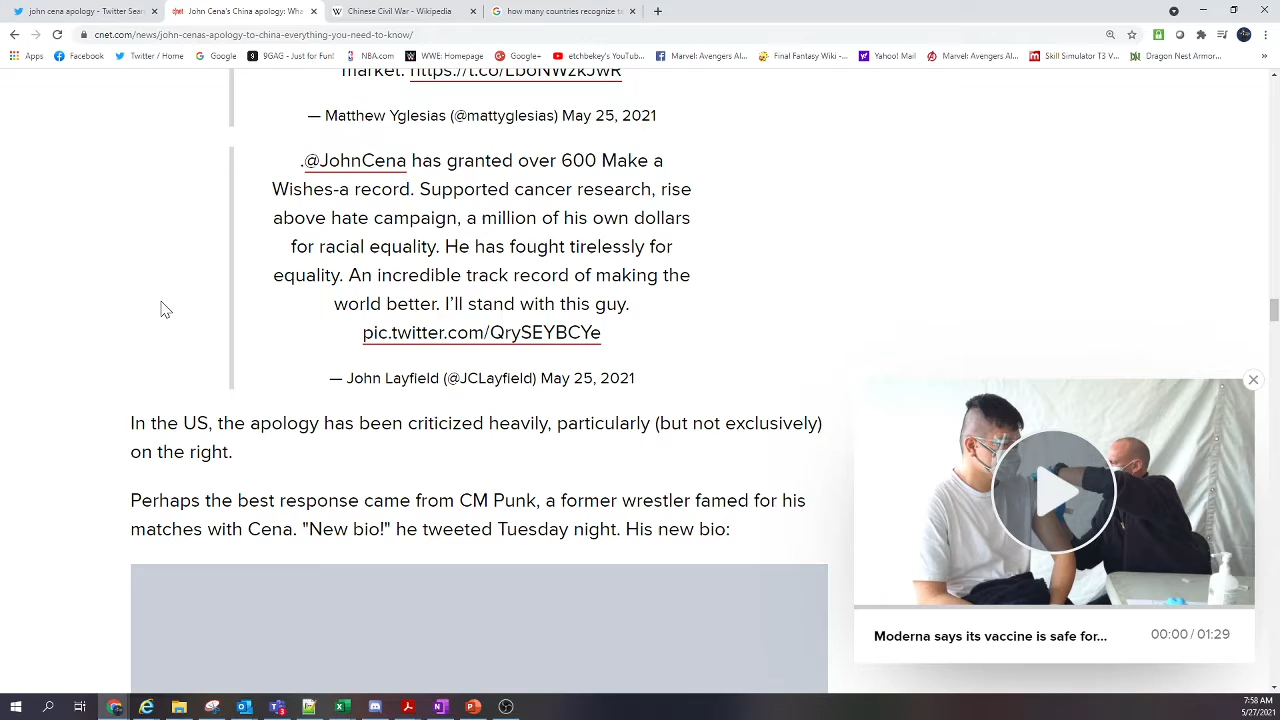 john cena apology - Twitter Sear
John Cena's China apology: Wha
Chinese Civil War - Wikipedia
how many countries recognize ta
cnet.com/news/john-cenas-apology-to-china-everything-you-need-to-know/
Apps
Facebook
Twitter / Home
Google
9GAG - Just for Fun!
NBA.com
WWE: Homepage
Google+
etchbekey's YouTub...
Marvel: Avengers Al...
Final Fantasy Wiki -...
Yahoo Mail
Marvel: Avengers Al...
Skill Simulator T3 V...
Dragon Nest Armor...
»
market. https://t.co/LboNWzkJwR
— Matthew Yglesias (@mattyglesias) May 25, 2021
.@JohnCena has granted over 600 Make a
Wishes-a record. Supported cancer research, rise
above hate campaign, a million of his own dollars
for racial equality. He has fought tirelessly for
equality. An incredible track record of making the
world better. I'll stand with this guy.
pic.twitter.com/QrySEYBCYe
— John Layfield (@JCLayfield) May 25, 2021
In the US, the apology has been criticized heavily, particularly (but not exclusively)
on the right.
Perhaps the best response came from CM Punk, a former wrestler famed for his
matches with Cena. "New bio!" he tweeted Tuesday night. His new bio:
Moderna says its vaccine is safe for...
00:00 / 01:29
7:58 AM
5/27/2021